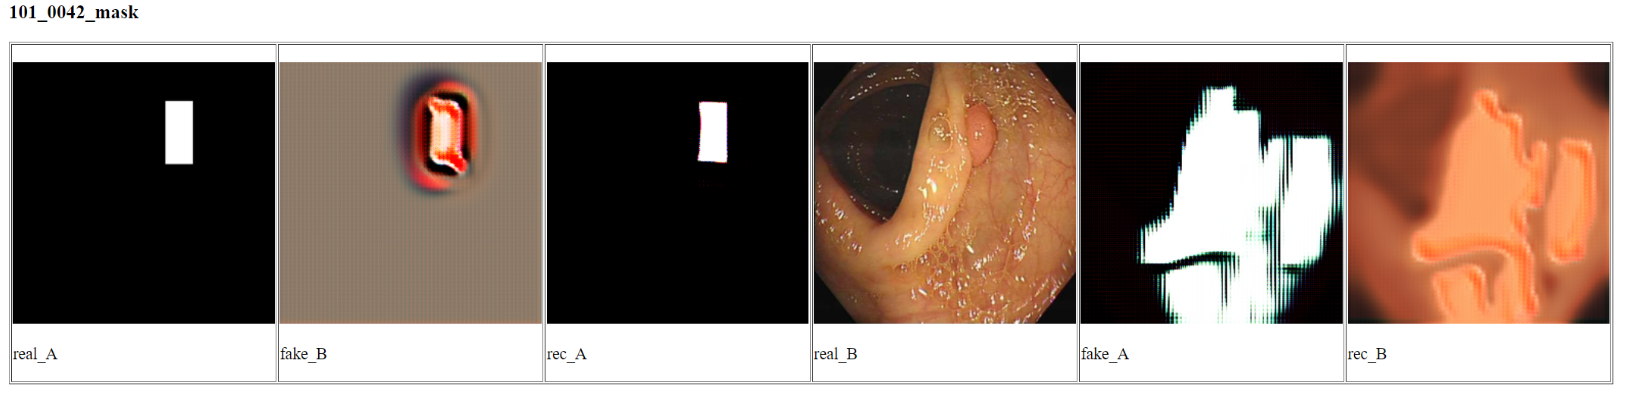 101_0042_mask
real_A
fake_B
rec_A
real_B
fake_A
rec_B